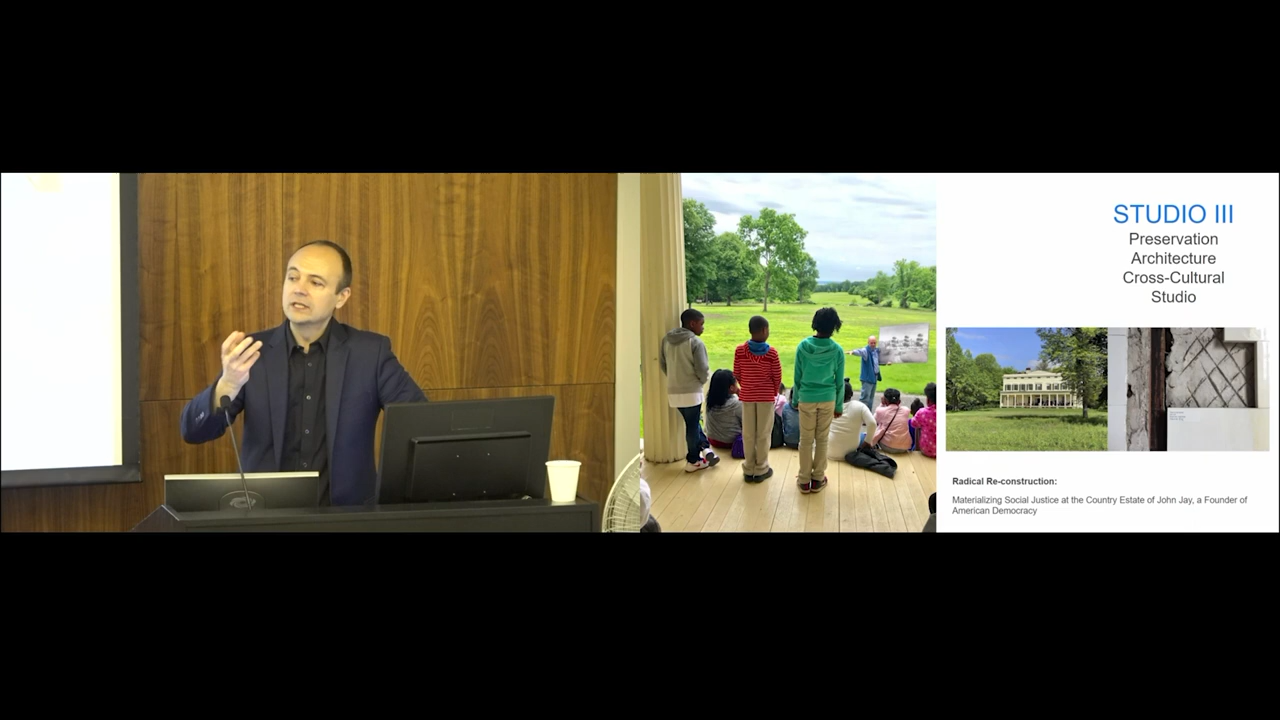 STUDIO III
Preservation
Architecture
Cross-Cultural
Studio
Radical Re-construction:
Materializing Social Justice at the Country Estate of John Jay, a Founder of
American Democracy